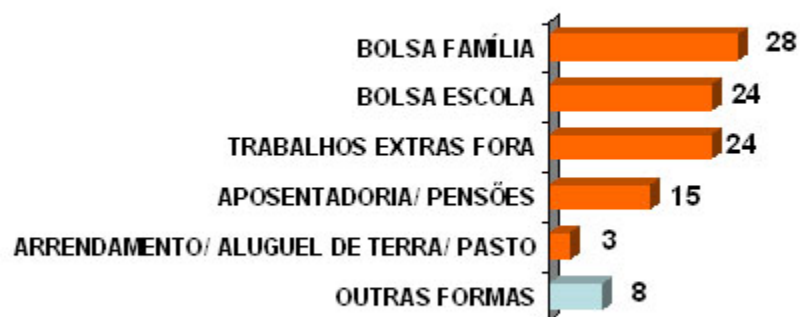 BOLSA FAMÍLIA 28
BOLSA ESCOLA 24
TRABALHOS EXTRAS FORA 24
APOSENTADORIA/ PENSÕES 15
ARRENDAMENTO/ ALUGUEL DE TERRA/ PASTO 3
OUTRAS FORMAS 8